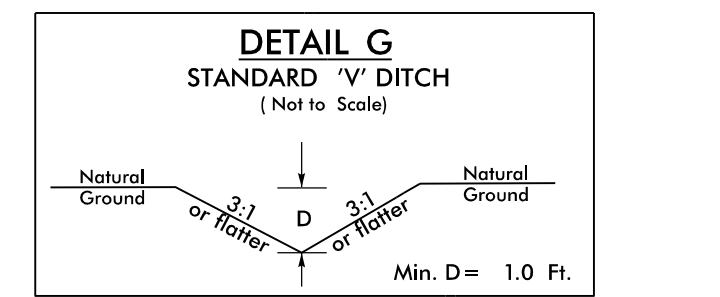 DETAIL G
STANDARD 'V' DITCH
( Not to Scale)
Natural
Ground
3:1
or flatter
D
3:1
or flatter
Natural
Ground
Min. D= 1.0 Ft.